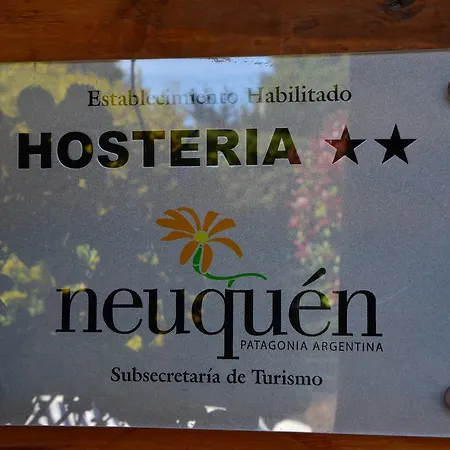 Establecimiento Habilitado
HOSTERIA ★★
neuquén
PATAGONIA ARGENTINA
Subsecretaría de Turismo